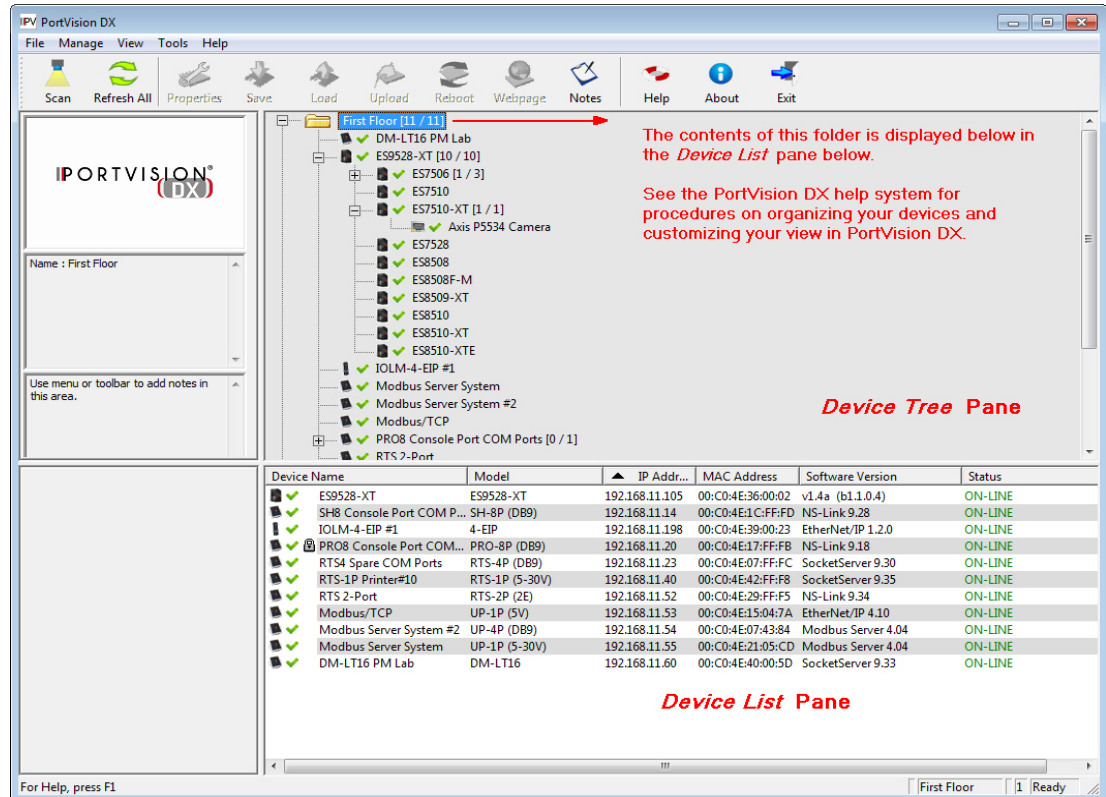 PortVision DX
File Manage View Tools Help
Scan Refresh All Properties Save Load Upload Reboot Webpage Notes Help About Exit
PORTVISION®
DX
Name : First Floor
Use menu or toolbar to add notes in
this area.
First Floor [11 / 11]
DM-LT16 PM Lab
ES9528-XT [10 / 10]
ES7506 [1 / 3]
ES7510
ES7510-XT [1 / 1]
Axis P5534 Camera
ES7528
ES8508
ES8508F-M
ES8509-XT
ES8510
ES8510-XT
ES8510-XTE
IOLM-4-EIP #1
Modbus Server System
Modbus Server System #2
Modbus/TCP
PRO8 Console Port COM Ports [0 / 1]
RTS 2-Port
The contents of this folder is displayed below in
the Device List pane below.
See the PortVision DX help system for
procedures on organizing your devices and
customizing your view in PortVision DX.
Device Tree Pane
Device Name Model IP Addr... MAC Address Software Version Status
ES9528-XT ES9528-XT 192.168.11.105 00:C0:4E:36:00:02 v1.4a (b1.1.0.4) ON-LINE
SH8 Console Port COM P... SH-8P (DB9) 192.168.11.14 00:C0:4E:1C:FF:FD NS-Link 9.28 ON-LINE
IOLM-4-EIP #1 4-EIP 192.168.11.198 00:C0:4E:39:00:23 EtherNet/IP 1.2.0 ON-LINE
PRO8 Console Port COM... PRO-8P (DB9) 192.168.11.20 00:C0:4E:17:FF:FB NS-Link 9.18 ON-LINE
RTS4 Spare COM Ports RTS-4P (DB9) 192.168.11.23 00:C0:4E:07:FF:FC SocketServer 9.30 ON-LINE
RTS-1P Printer#10 RTS-1P (5-30V) 192.168.11.40 00:C0:4E:42:FF:F8 SocketServer 9.35 ON-LINE
RTS 2-Port RTS-2P (2E) 192.168.11.52 00:C0:4E:29:FF:F5 NS-Link 9.34 ON-LINE
Modbus/TCP UP-1P (5V) 192.168.11.53 00:C0:4E:15:04:7A EtherNet/IP 4.10 ON-LINE
Modbus Server System #2 UP-4P (DB9) 192.168.11.54 00:C0:4E:07:43:84 Modbus Server 4.04 ON-LINE
Modbus Server System UP-1P (5-30V) 192.168.11.55 00:C0:4E:21:05:CD Modbus Server 4.04 ON-LINE
DM-LT16 PM Lab DM-LT16 192.168.11.60 00:C0:4E:40:00:5D SocketServer 9.33 ON-LINE
Device List Pane
For Help, press F1 First Floor 1 Ready